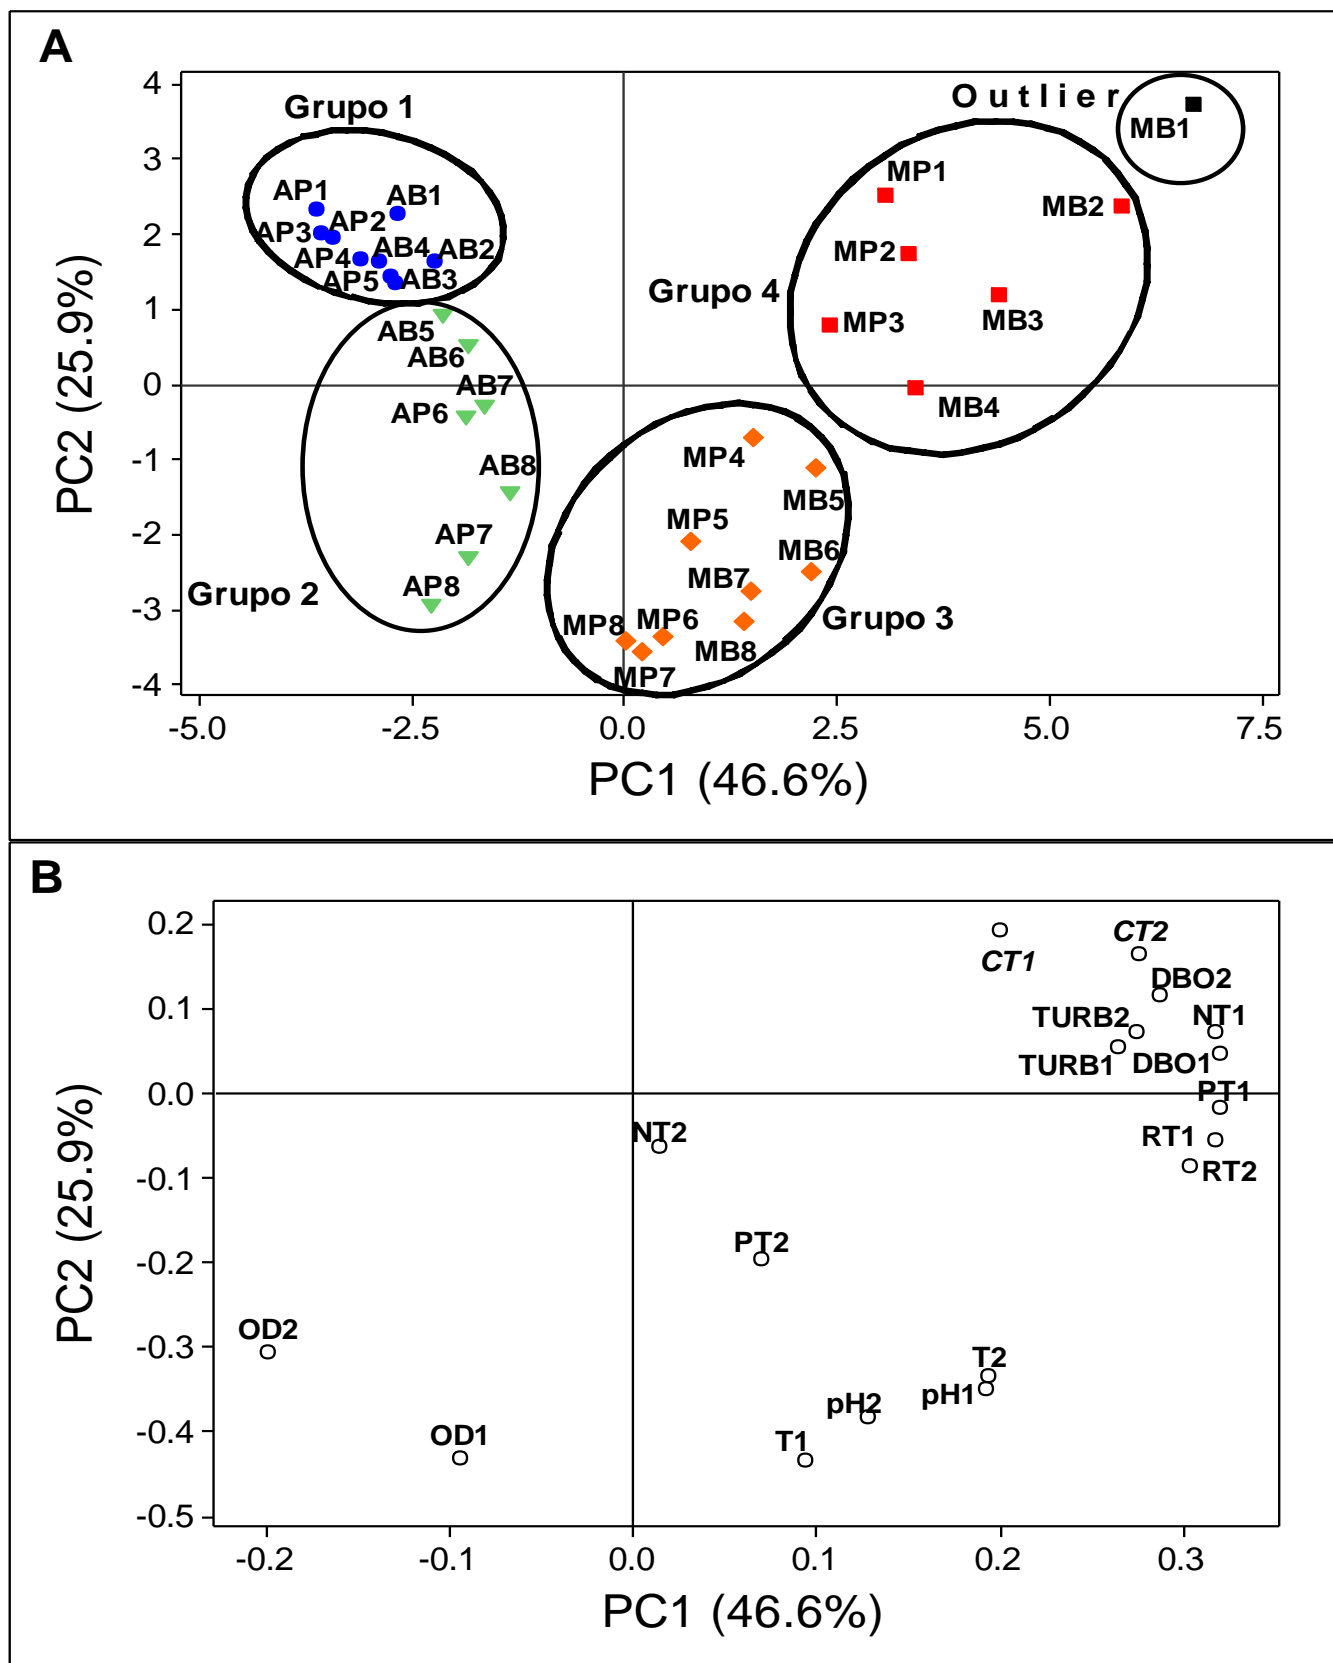 A
Grupo 1
Outlier
MB1
MP1
MB2
AP1
AB1
AP2
AP3
AB4
AB2
AP4
AP5
AB3
MP2
Grupo 4
MP3
MB3
AB5
AB6
AB7
AP6
MB4
MP4
AB8
MB5
MP5
AP7
MB6
MB7
AP8
Grupo 2
MP8
MP6
Grupo 3
MB8
MP7
4
3
2
1
0
-1
-2
-3
-4
PC2 (25.9%)
-5.0 -2.5 0.0 2.5 5.0 7.5
PC1 (46.6%)
B
CT1
CT2
DBO2
TURB2
NT1
TURB1
DBO1
PT1
NT2
RT1
RT2
PT2
OD2
T2
pH1
pH2
OD1
T1
0.2
0.1
0.0
-0.1
-0.2
-0.3
-0.4
-0.5
PC2 (25.9%)
-0.2 -0.1 0.0 0.1 0.2 0.3
PC1 (46.6%)